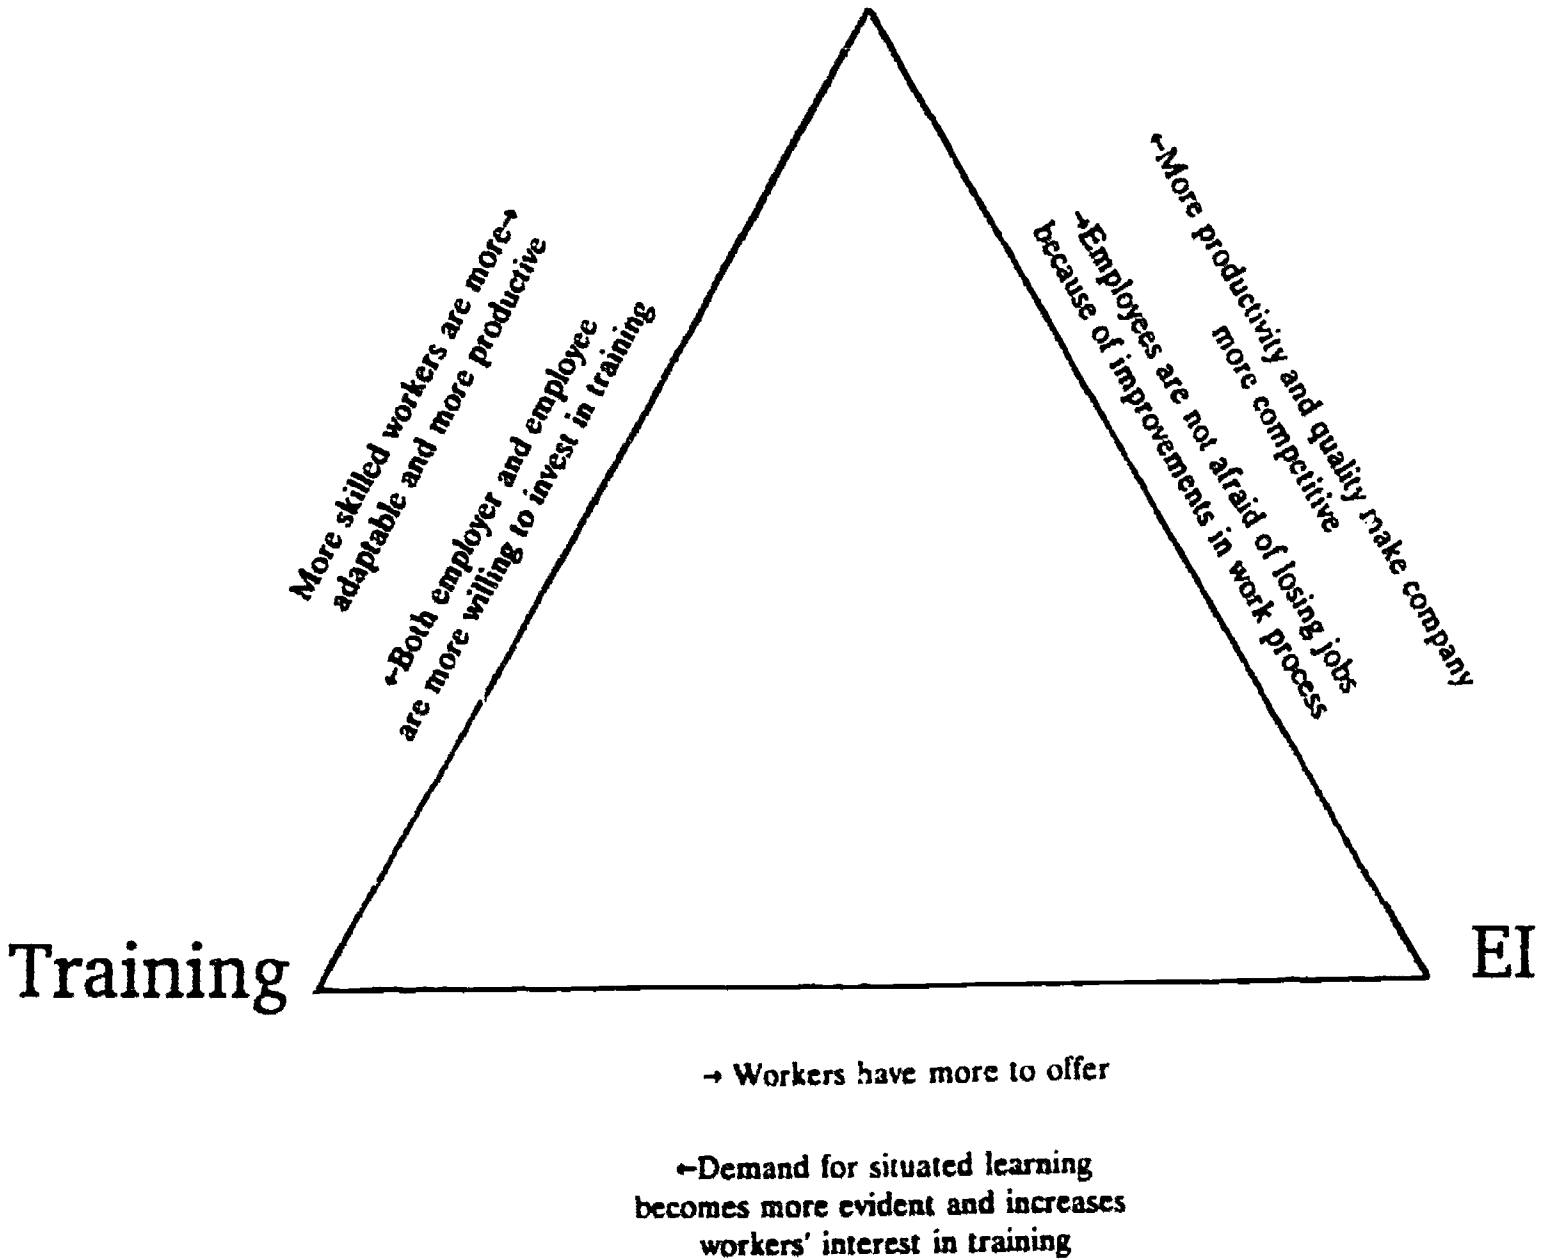 More skilled workers are more→
adaptable and more productive
←Both employer and employee
are more willing to invest in training
←More productivity and quality make company
more competitive
→Employees are not afraid of losing jobs
because of improvements in work process
Training
EI
→ Workers have more to offer
←Demand for situated learning
becomes more evident and increases
workers' interest in training